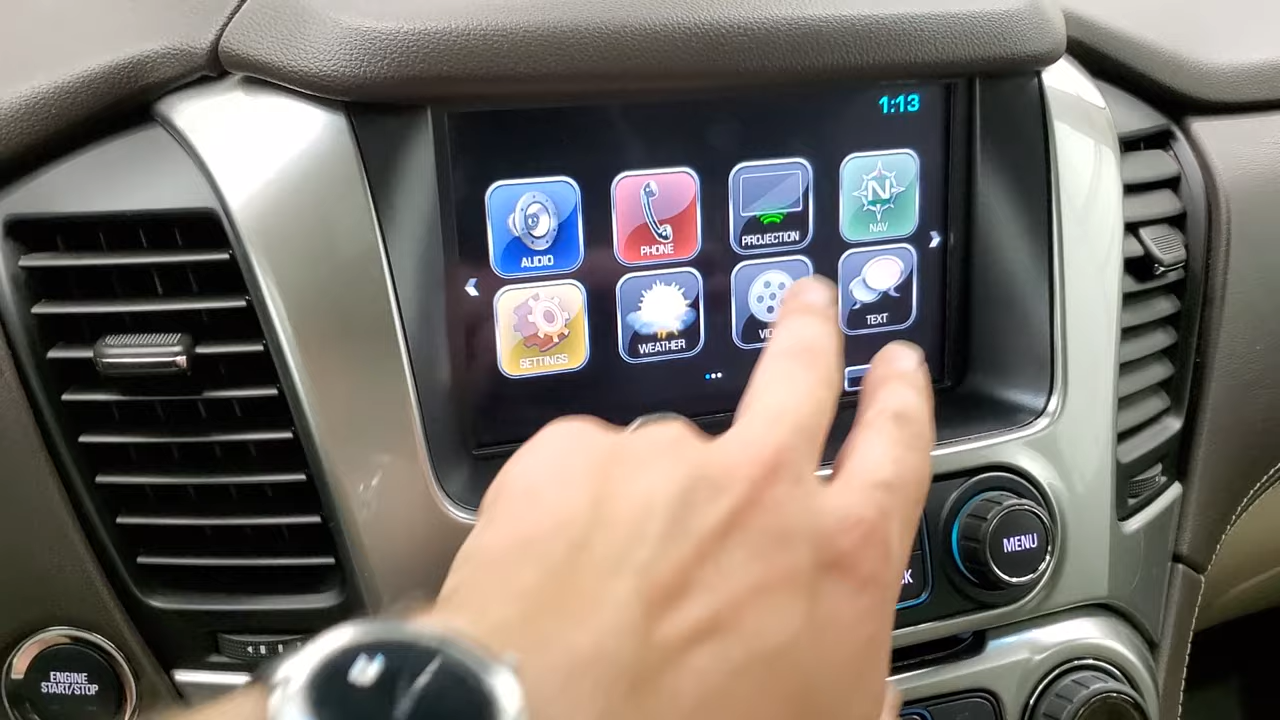 1:13
AUDIO
PHONE
PROJECTION
N
NAV
SETTINGS
WEATHER
TEXT
MENU
ENGINE
START/STOP